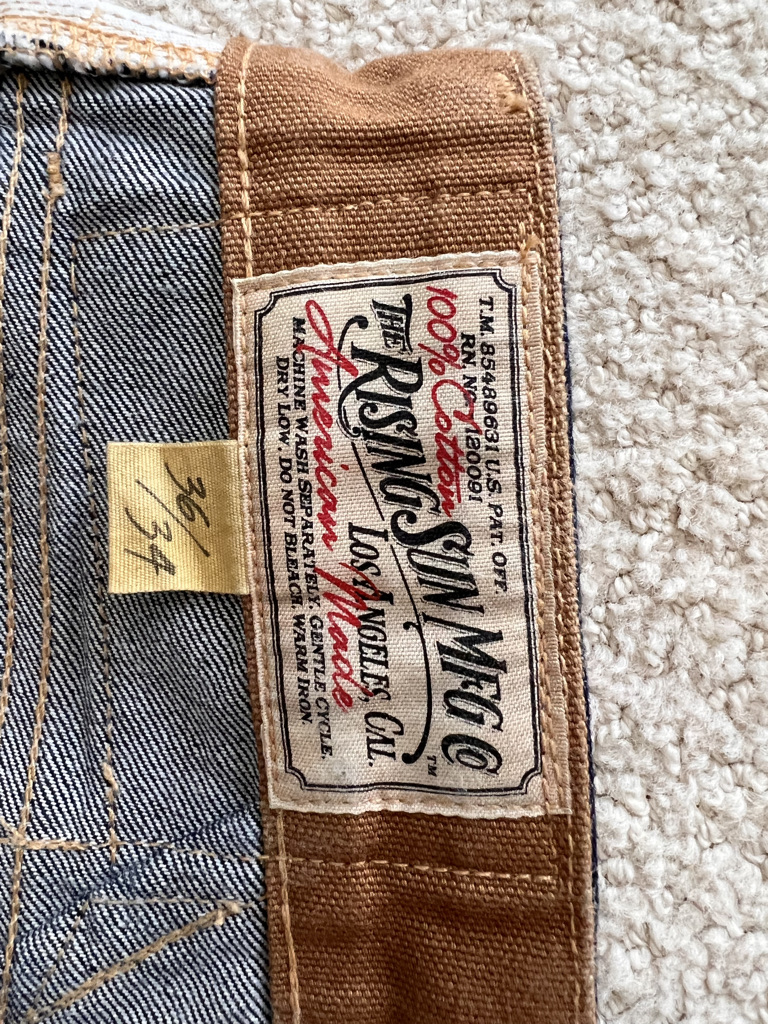 T.M. 85489631 U.S. PAT. OFF.
RN. Nº 120091
100% Cotton
THE RISING SUN MFG Co ™
LOS ANGELES, CAL.
American Made
MACHINE WASH SEPARATELY, GENTLE CYCLE.
DRY LOW. DO NOT BLEACH. WARM IRON.
36/34